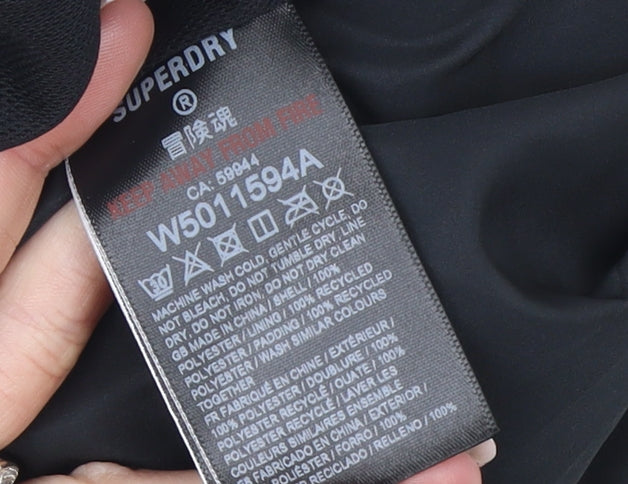 SUPERDRY
®
冒険魂
KEEP AWAY FROM FIRE
CA: 59944
W5011594A
30
MACHINE WASH COLD, GENTLE CYCLE, DO
NOT BLEACH, DO NOT TUMBLE DRY, LINE
DRY, DO NOT IRON, DO NOT DRY CLEAN
GB MADE IN CHINA / SHELL / 100%
POLYESTER / LINING / 100% RECYCLED
POLYESTER / PADDING / 100% RECYCLED
POLYESTER / WASH SIMILAR COLOURS
TOGETHER
FR FABRIQUÉ EN CHINE / EXTÉRIEUR /
100% POLYESTER / DOUBLURE / 100%
POLYESTER RECYCLÉ / OUATE / 100%
POLYESTER RECYCLÉ / LAVER LES
COULEURS SIMILAIRES ENSEMBLE
FABRICADO EN CHINA / EXTERIOR /
POLIÉSTER / FORRO / 100%
RECICLADO / RELLENO / 100%